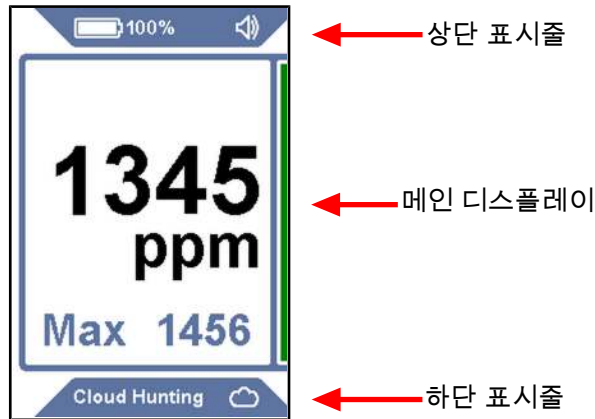 100%
상단 표시줄
1345
ppm
메인 디스플레이
Max 1456
Cloud Hunting
하단 표시줄